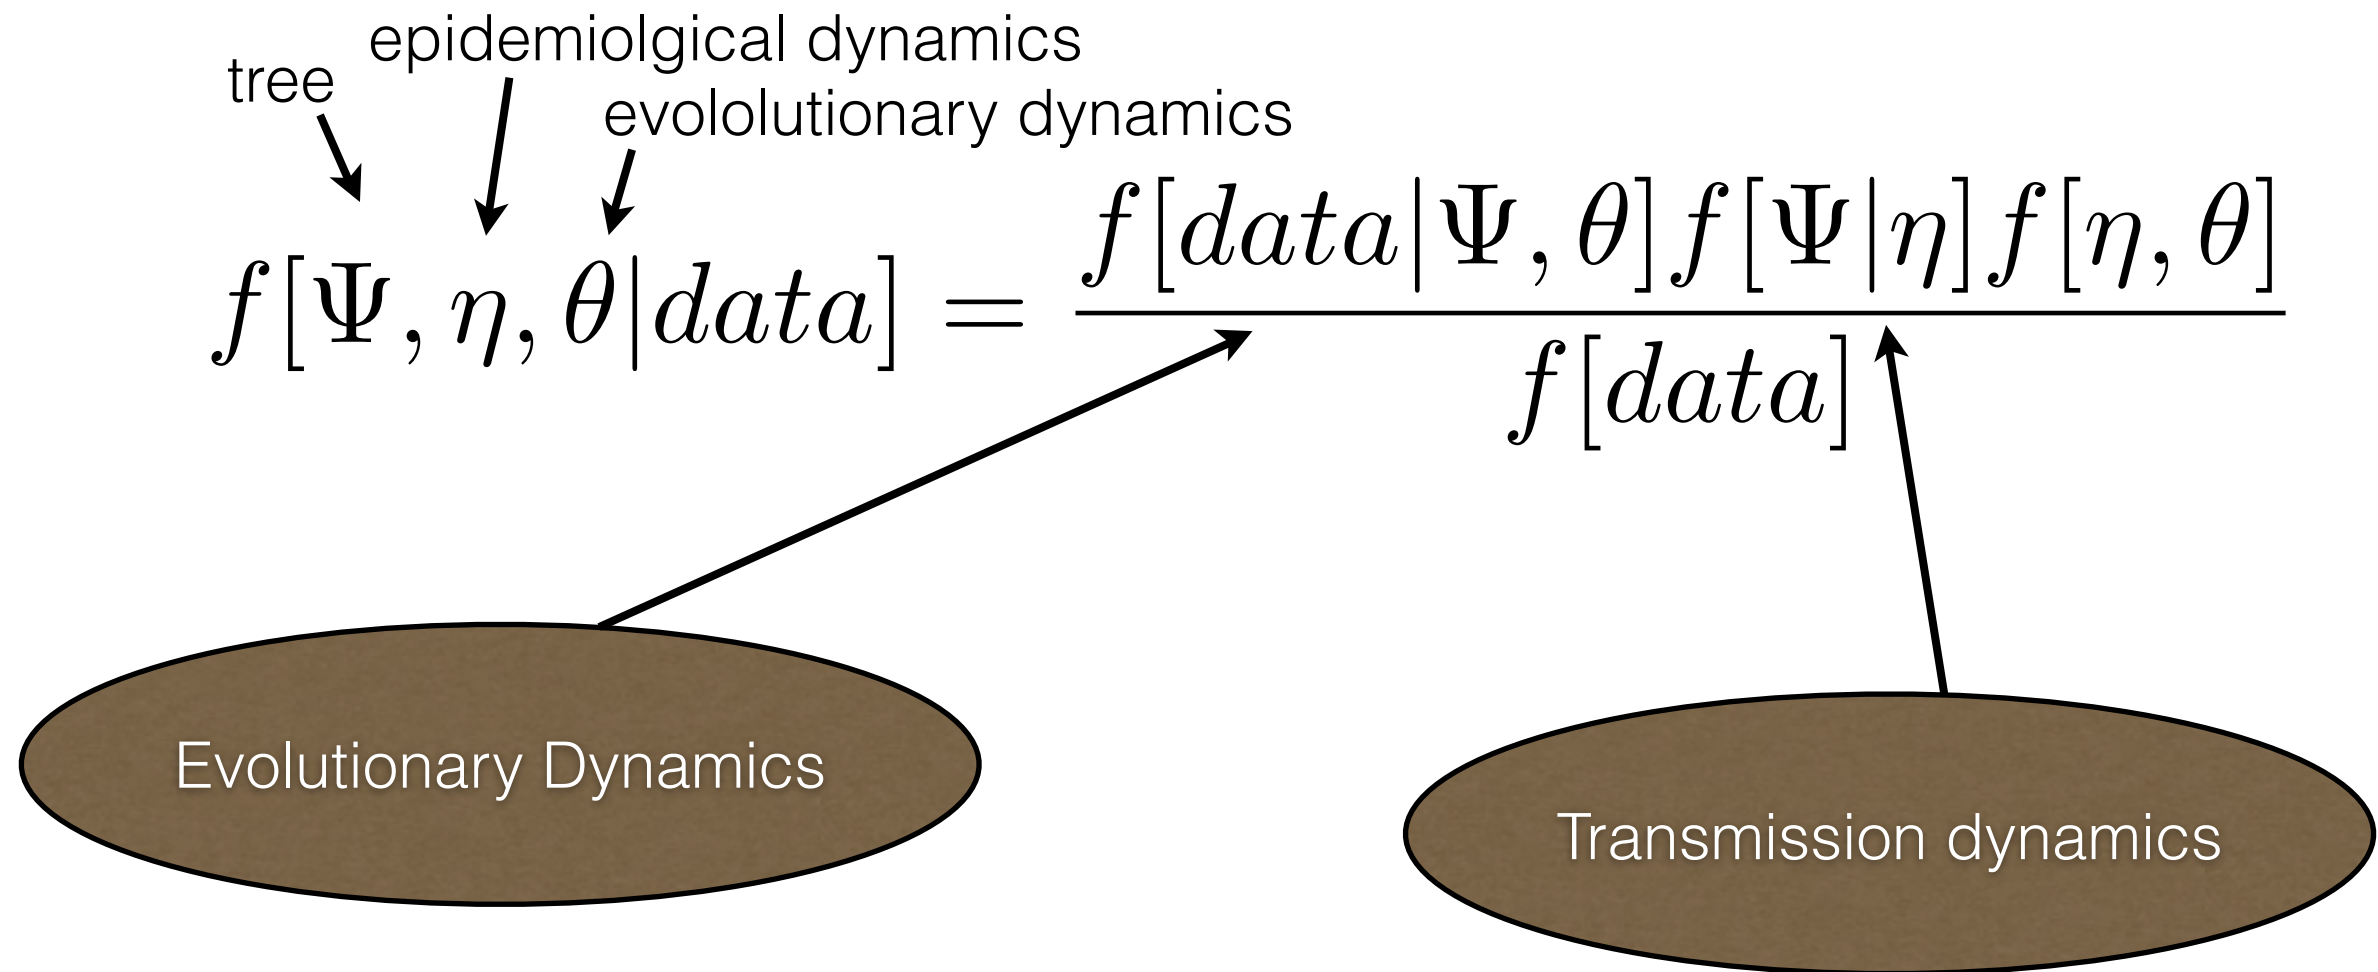 epidemiolgical dynamics
tree
evololutionary dynamics
f[Ψ, η, θ|data] = f[data|Ψ, θ]f[Ψ|η]f[η, θ] / f[data]
Evolutionary Dynamics
Transmission dynamics